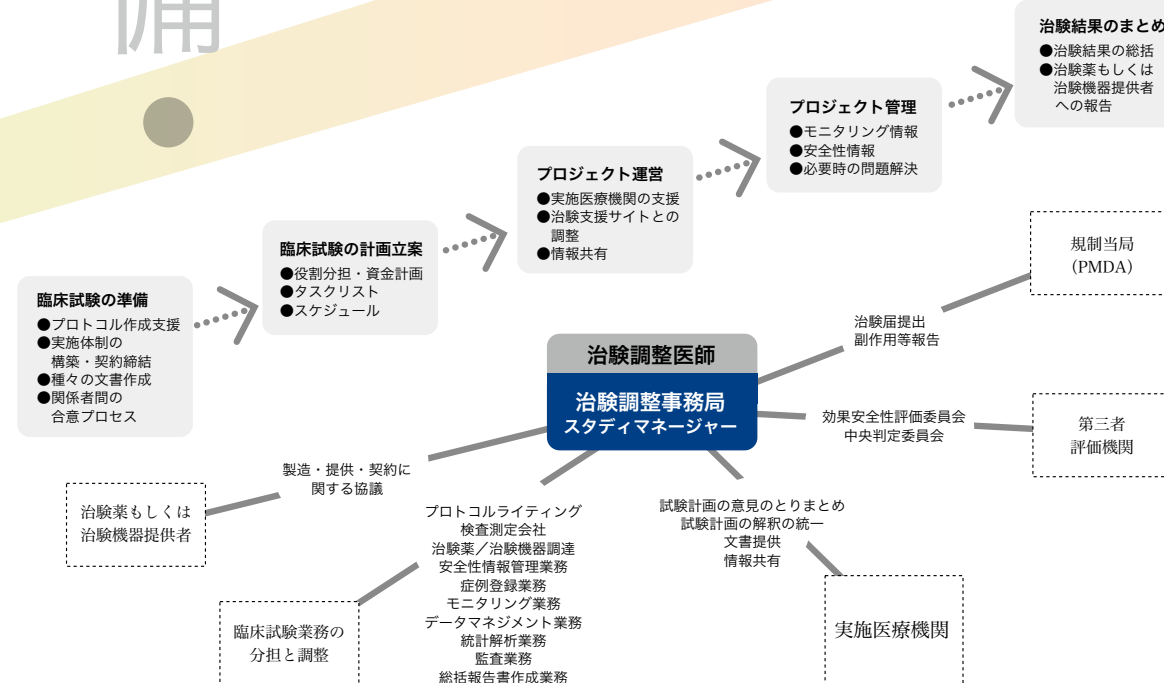 備
治験結果のまとめ
●治験結果の総括
●治験薬もしくは
治験機器提供者
への報告
プロジェクト管理
●モニタリング情報
●安全性情報
●必要時の問題解決
プロジェクト運営
●実施医療機関の支援
●治験支援サイトとの
調整
●情報共有
臨床試験の計画立案
●役割分担・資金計画
●タスクリスト
●スケジュール
臨床試験の準備
●プロトコル作成支援
●実施体制の
構築・契約締結
●種々の文書作成
●関係者間の
合意プロセス
規制当局
(PMDA)
治験届提出
副作用等報告
治験調整医師
治験調整事務局
スタディマネージャー
効果安全性評価委員会
中央判定委員会
第三者
評価機関
製造・提供・契約に
関する協議
治験薬もしくは
治験機器提供者
プロトコルライティング
検査測定会社
治験薬／治験機器調達
安全性情報管理業務
症例登録業務
モニタリング業務
データマネジメント業務
統計解析業務
監査業務
総括報告書作成業務
臨床試験業務の
分担と調整
試験計画の意見のとりまとめ
試験計画の解釈の統一
文書提供
情報共有
実施医療機関